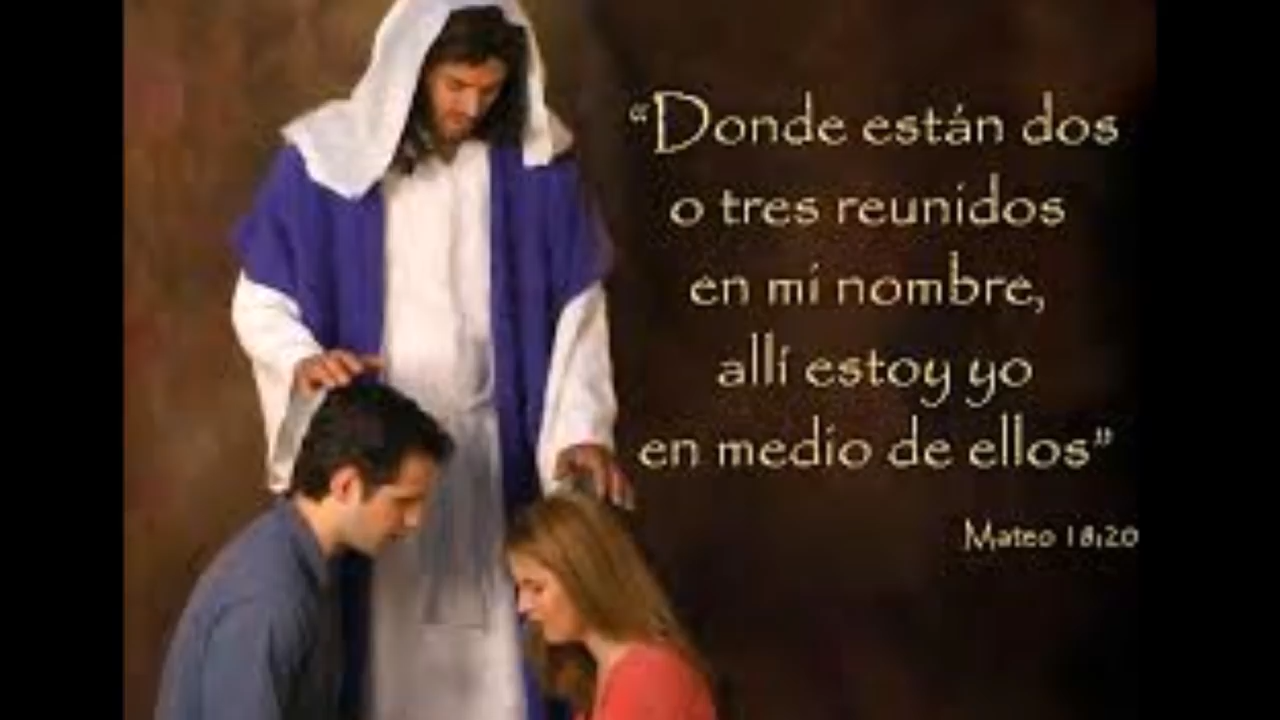 “Donde están dos
o tres reunidos
en mi nombre,
allí estoy yo
en medio de ellos”
Mateo 18:20